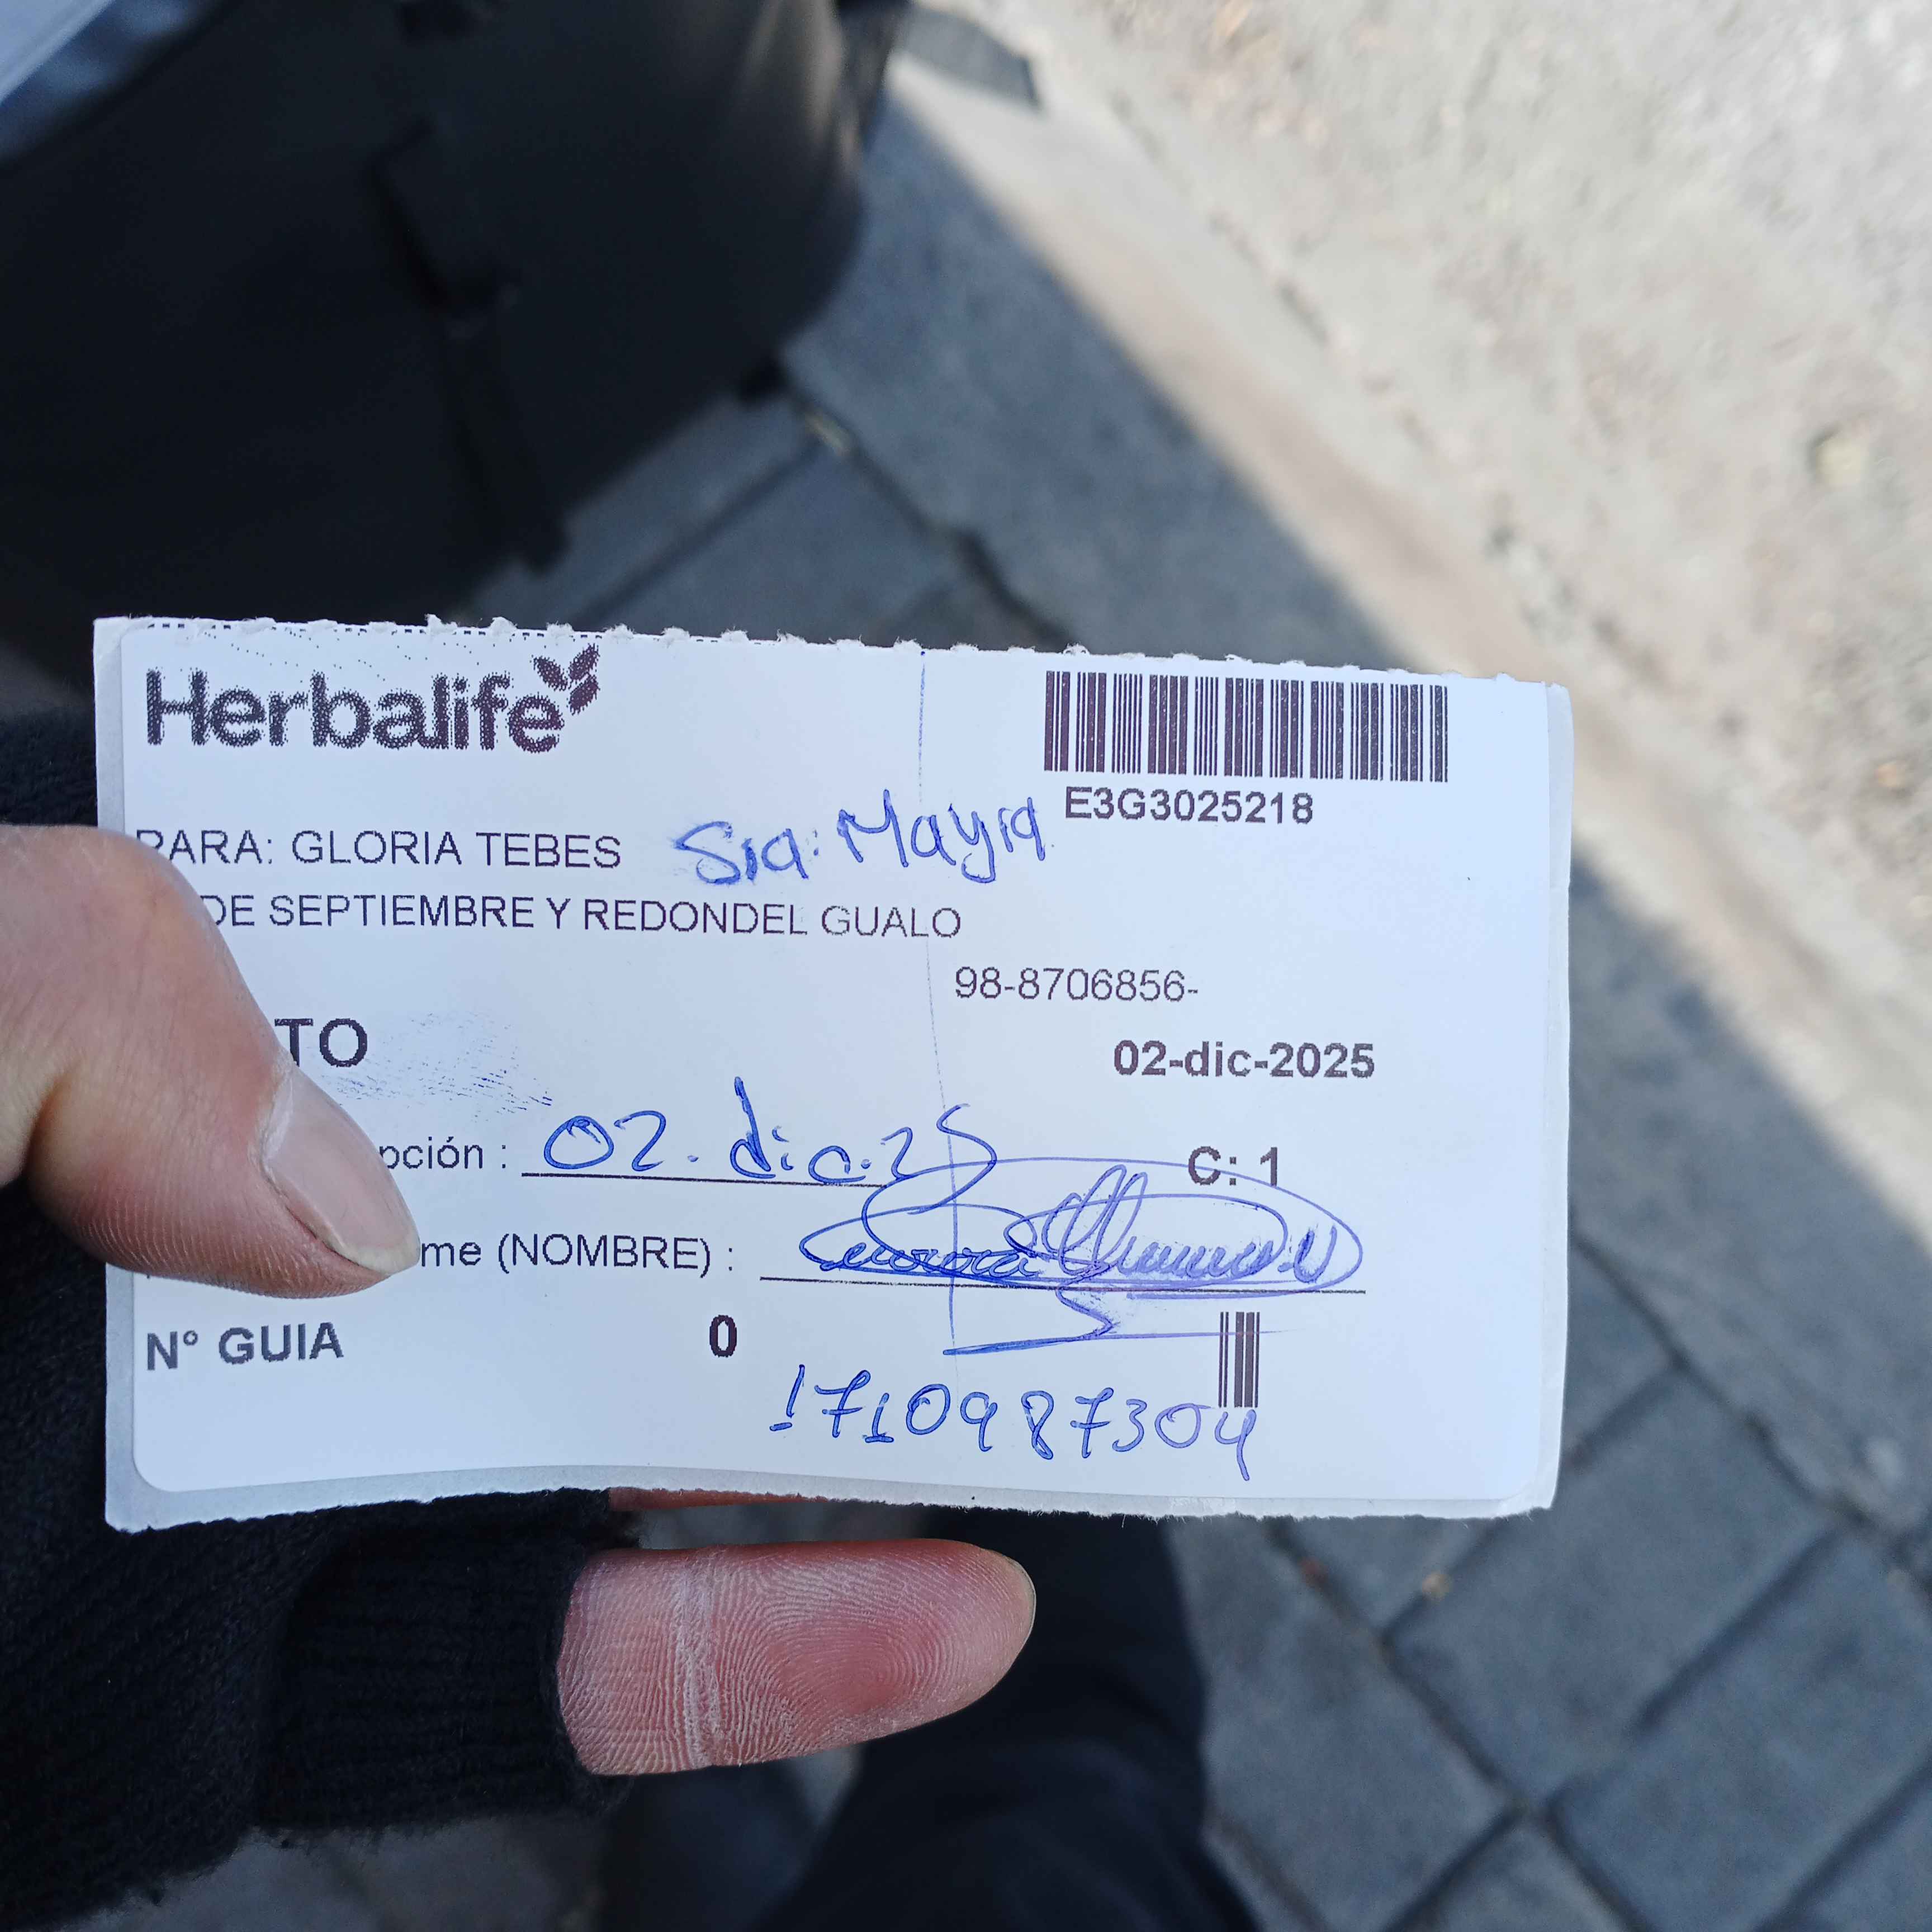 Herbalife
E3G3025218
PARA: GLORIA TEBES Sra: Mayra
DE SEPTIEMBRE Y REDONDEL GUALO
98-8706856-
TO
02-dic-2025
pción : 02.dic.25
C: 1
me (NOMBRE) :
N° GUIA 0
1710987304